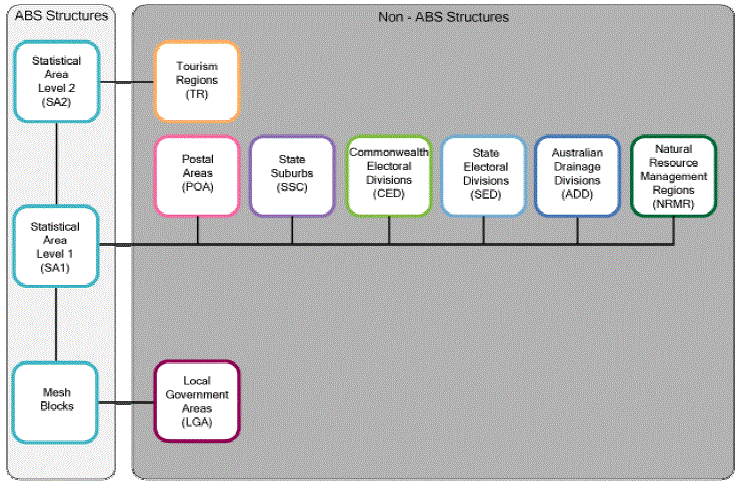 ABS Structures
Non - ABS Structures
Statistical
Area
Level 2
(SA2)
Tourism
Regions
(TR)
Postal
Areas
(POA)
State
Suburbs
(SSC)
Commonwealth
Electoral
Divisions
(CED)
State
Electoral
Divisions
(SED)
Australian
Drainage
Divisions
(ADD)
Natural
Resource
Management
Regions
(NRMR)
Statistical
Area
Level 1
(SA1)
Mesh
Blocks
Local
Government
Areas
(LGA)